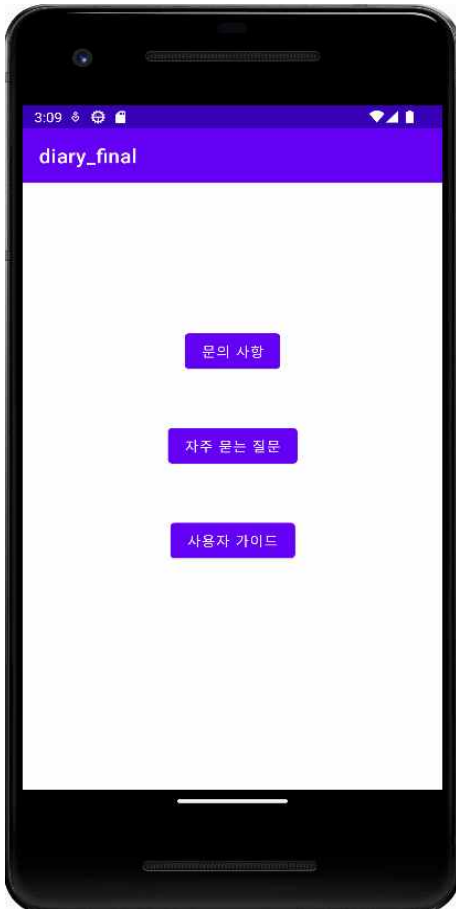 3:09
diary_final
문의 사항
자주 묻는 질문
사용자 가이드